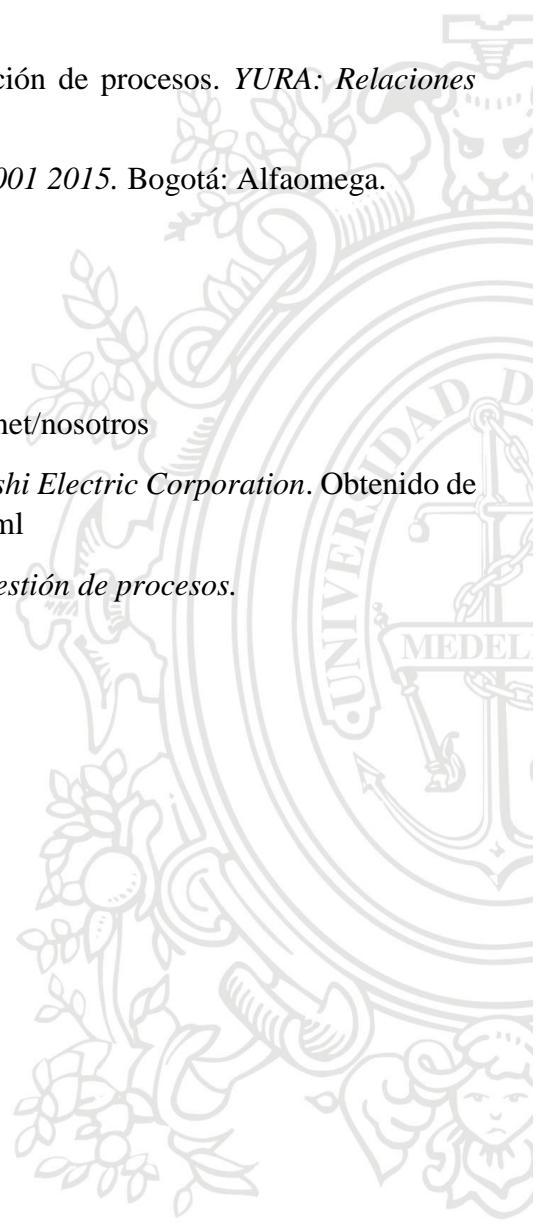 ción de procesos. YURA: Relaciones
001 2015. Bogotá: Alfaomega.
net/nosotros
shi Electric Corporation. Obtenido de
ml
estión de procesos.
UNIVERSIDAD D
MEDEL